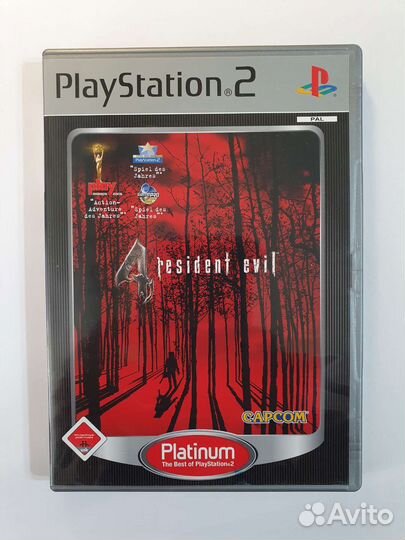 PlayStation®2
PAL
"Spiel des
Jahres"
"Action-
Adventure
des Jahres"
"Spiel des
Jahres"
4 resident evil
CAPCOM
Platinum
The Best of PlayStation®2
Avito